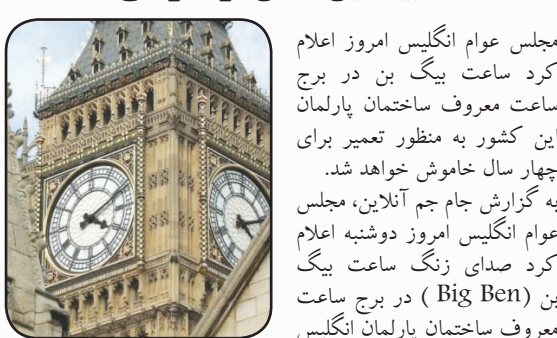 مجلس عوام انگلیس امروز اعلام
کرد ساعت بیگ بن در برج
ساعت معروف ساختمان پارلمان
این کشور به منظور تعمیر برای
چهار سال خاموش خواهد شد.
به گزارش جام جم آنلاین، مجلس
عوام انگلیس امروز دوشنبه اعلام
کرد صدای زنگ ساعت بیگ
بن (Big Ben ) در برج ساعت
معروف ساختمان پارلمان انگلیس